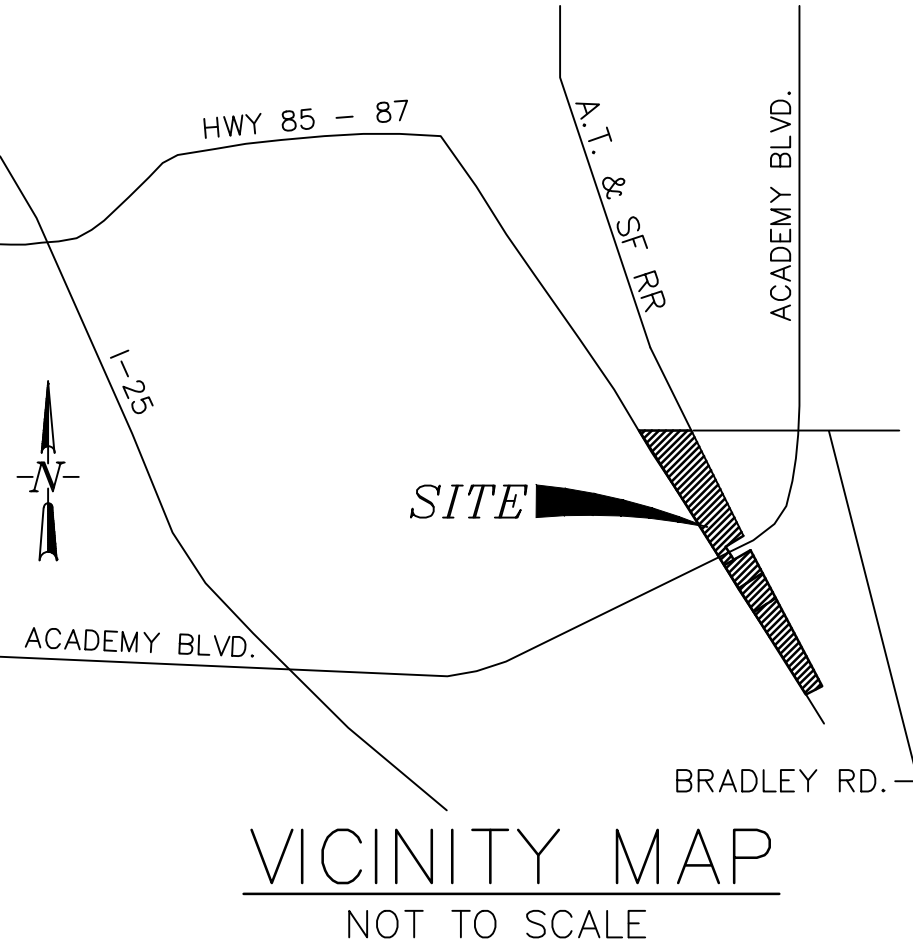 HWY 85 - 87
A.T. & SF RR
ACADEMY BLVD.
I-25
N
SITE
ACADEMY BLVD.
BRADLEY RD.
VICINITY MAP
NOT TO SCALE